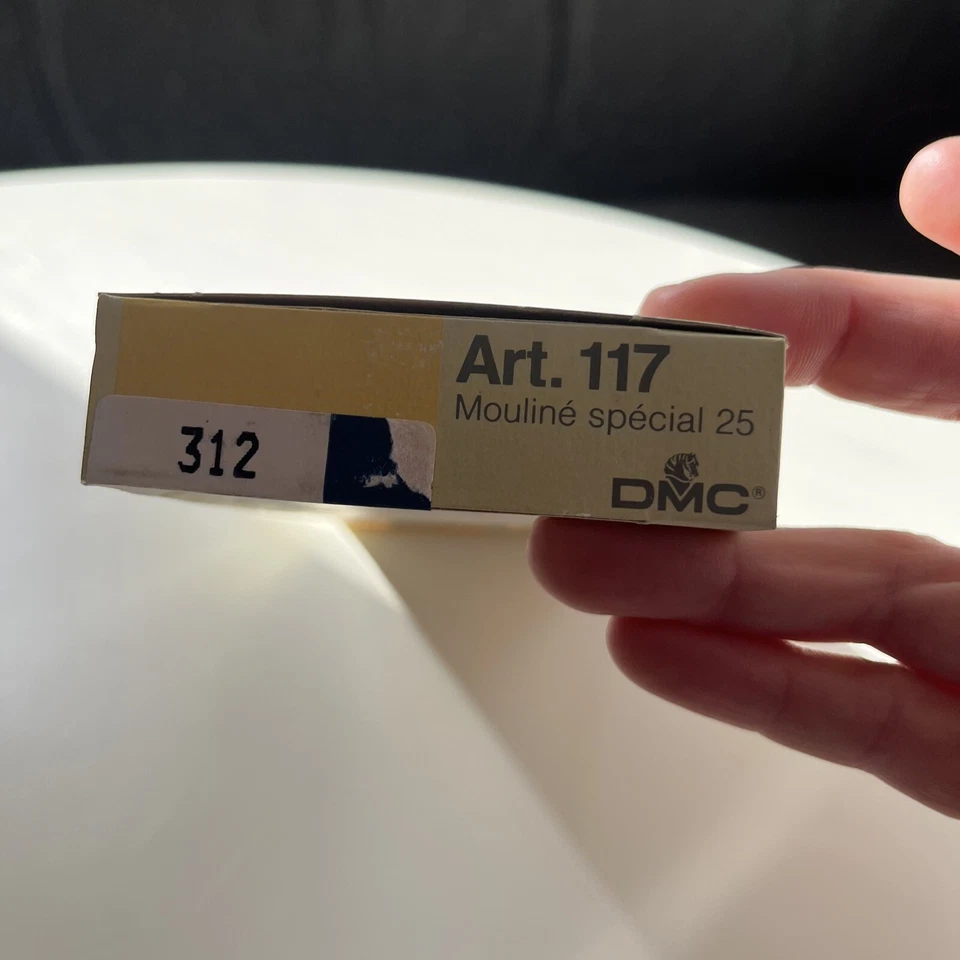 Art. 117
Mouliné spécial 25
312
DMC®